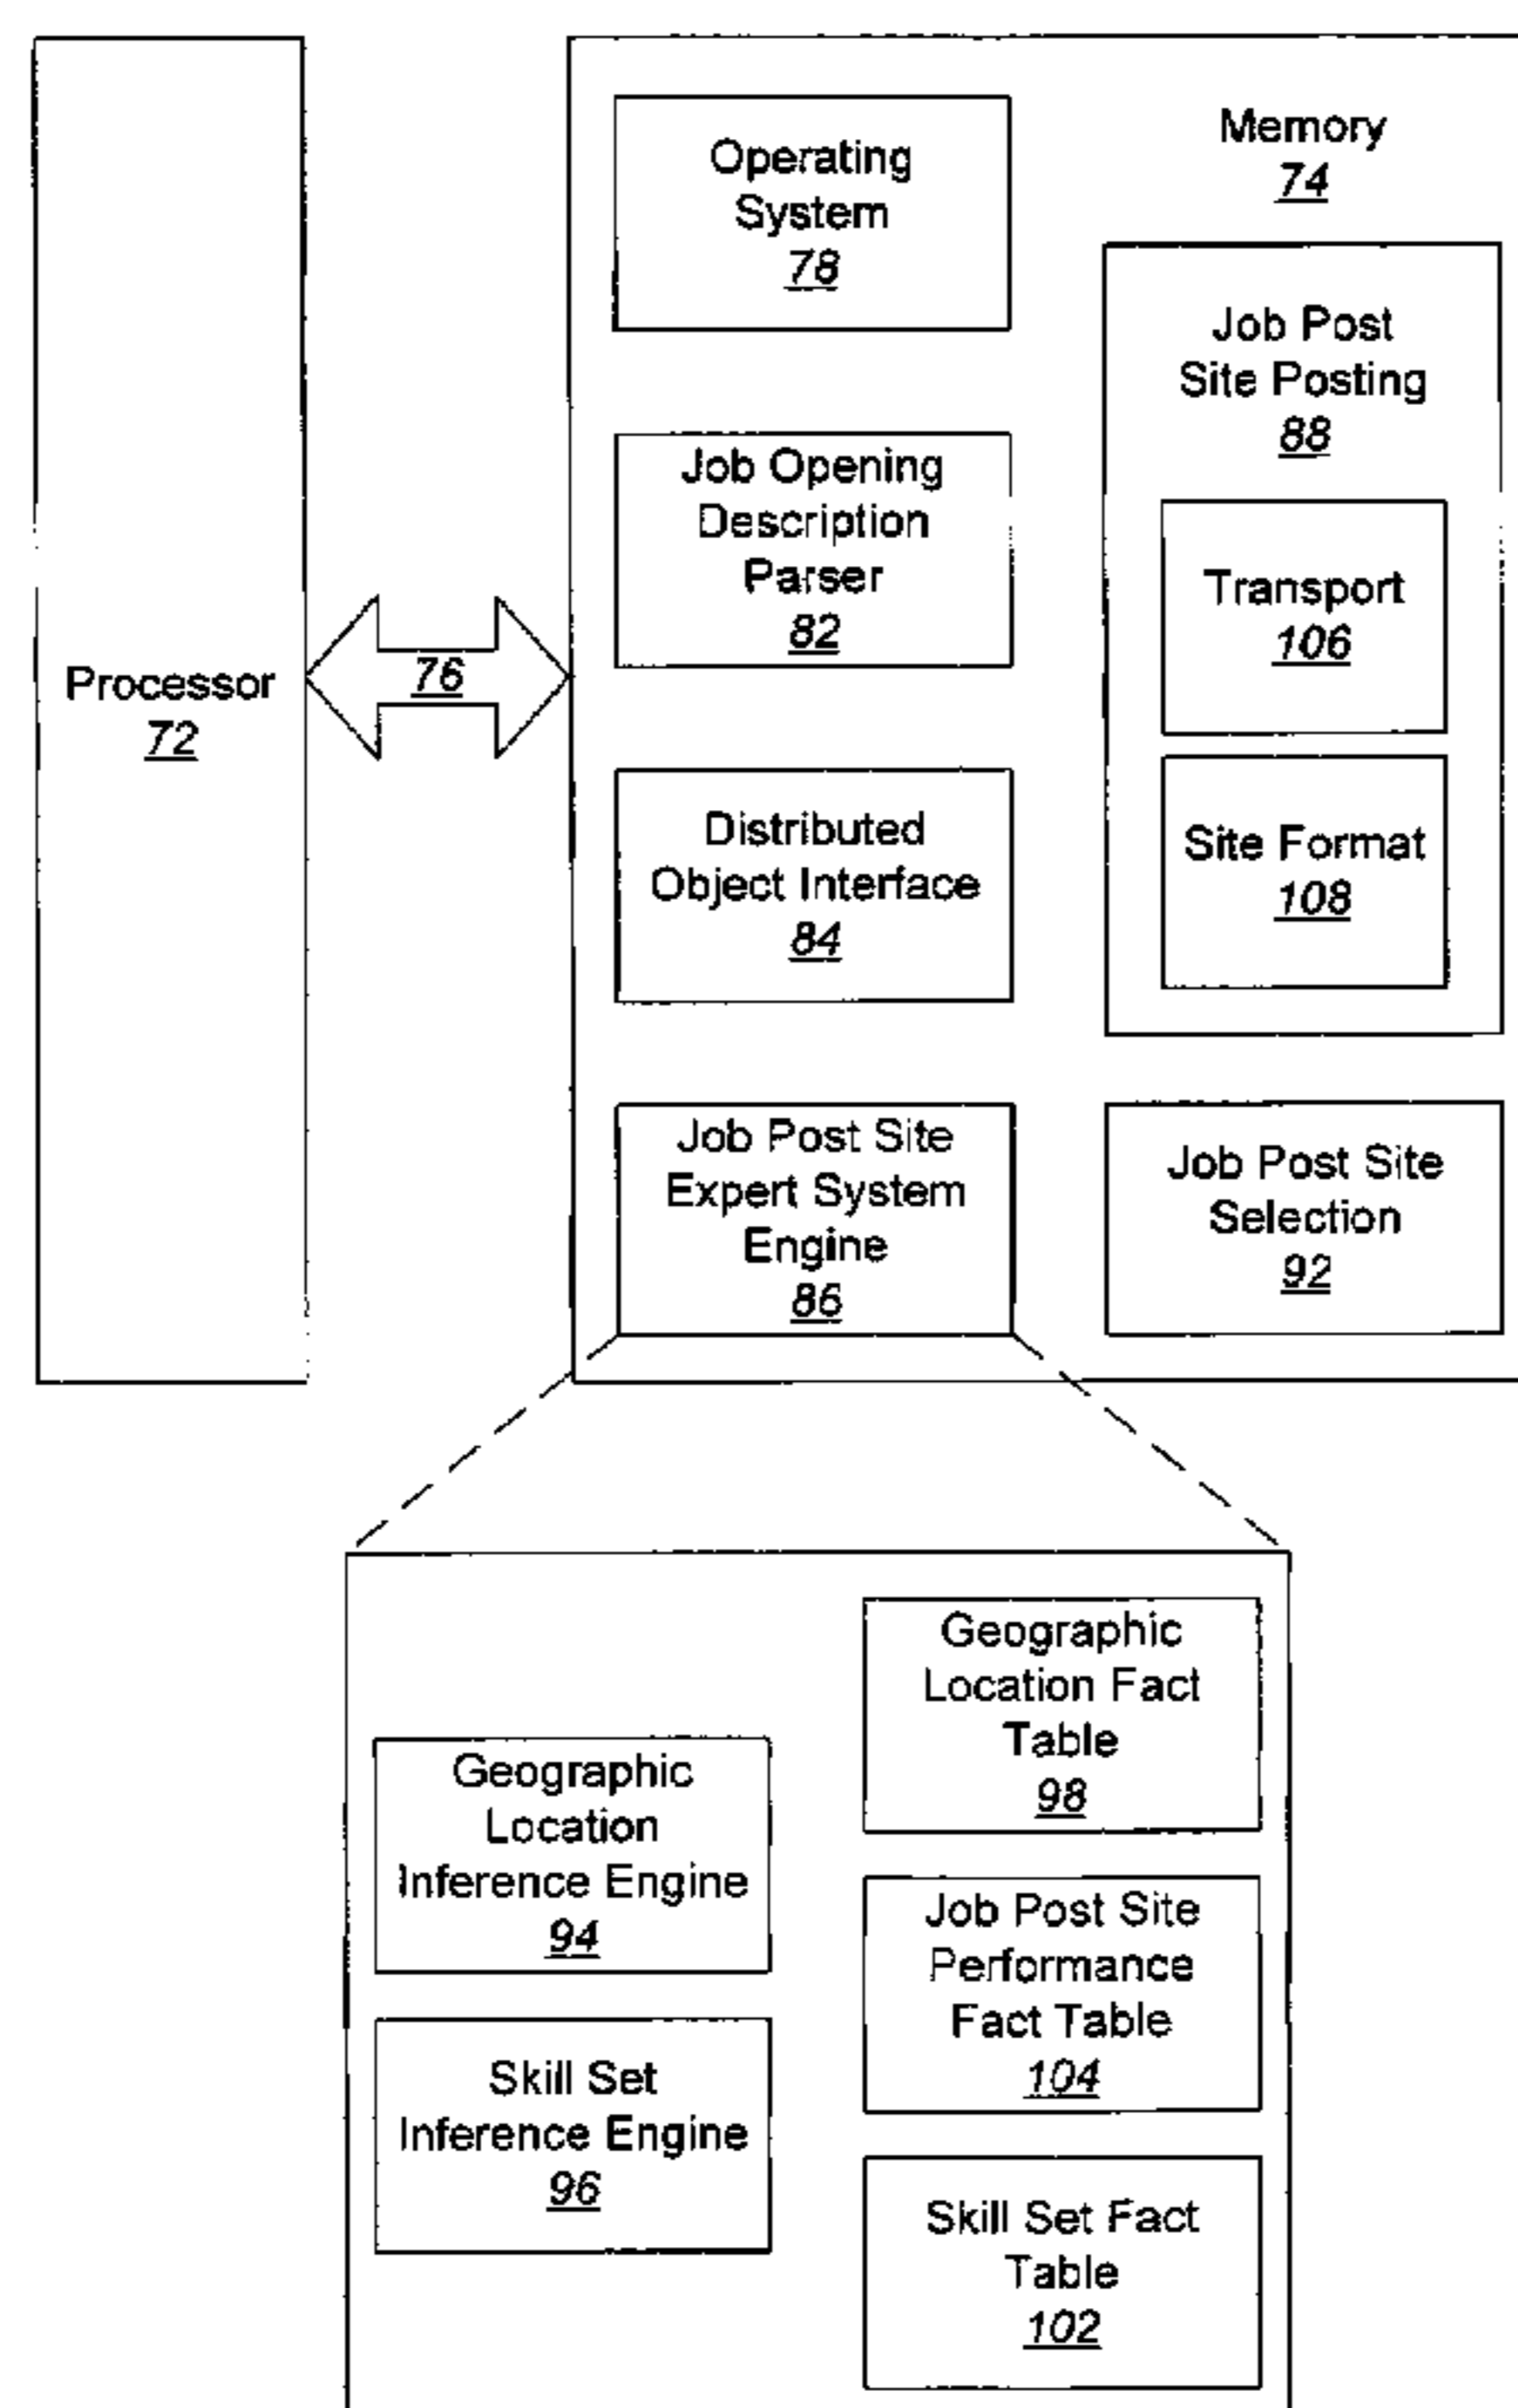 Processor
72
76
Memory
74
Operating
System
78
Job Opening
Description
Parser
82
Distributed
Object Interface
84
Job Post Site
Expert System
Engine
86
Job Post
Site Posting
88
Transport
106
Site Format
108
Job Post Site
Selection
92
Geographic
Location
Inference Engine
94
Skill Set
Inference Engine
96
Geographic
Location Fact
Table
98
Job Post Site
Performance
Fact Table
104
Skill Set Fact
Table
102